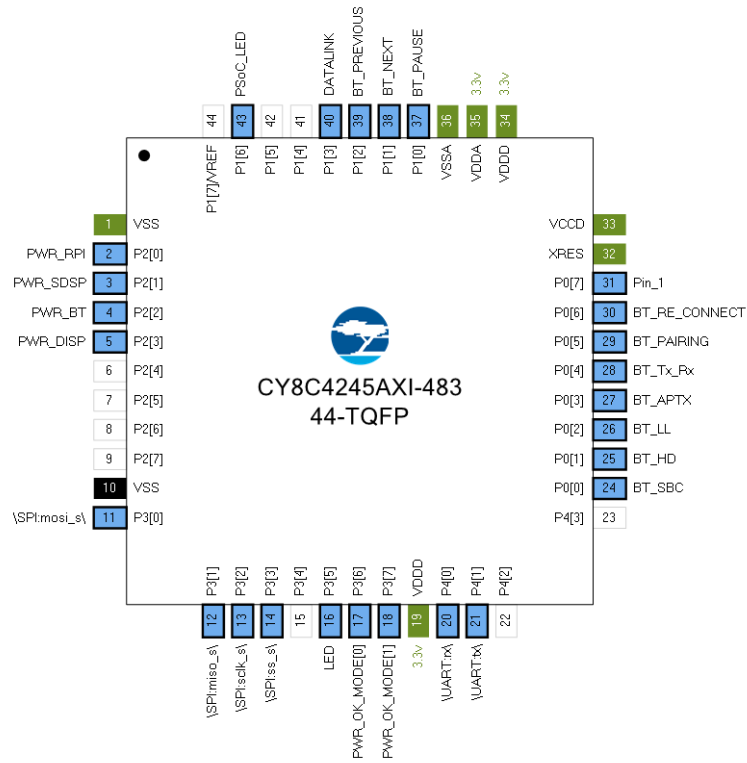 PSoC_LED
DATALINK
BT_PREVIOUS
BT_NEXT
BT_PAUSE
3.3v
3.3v
44
43
42
41
40
39
38
37
36
35
34
P1[7]/VREF
P1[6]
P1[5]
P1[4]
P1[3]
P1[2]
P1[1]
P1[0]
VSSA
VDDA
VDDD
1 VSS
PWR_RPI 2 P2[0]
PWR_SDSP 3 P2[1]
PWR_BT 4 P2[2]
PWR_DISP 5 P2[3]
6 P2[4]
7 P2[5]
8 P2[6]
9 P2[7]
10 VSS
\SPI:mosi_s\ 11 P3[0]
CY8C4245AXI-483
44-TQFP
VCCD 33
XRES 32
P0[7] 31 Pin_1
P0[6] 30 BT_RE_CONNECT
P0[5] 29 BT_PAIRING
P0[4] 28 BT_Tx_Rx
P0[3] 27 BT_APTX
P0[2] 26 BT_LL
P0[1] 25 BT_HD
P0[0] 24 BT_SBC
P4[3] 23
P3[1]
P3[2]
P3[3]
P3[4]
P3[5]
P3[6]
P3[7]
VDDD
P4[0]
P4[1]
P4[2]
12
13
14
15
16
17
18
19
20
21
22
\SPI:miso_s\
\SPI:sclk_s\
\SPI:ss_s\
LED
PWR_OK_MODE[0]
PWR_OK_MODE[1]
3.3v
\UART:rx\
\UART:tx\